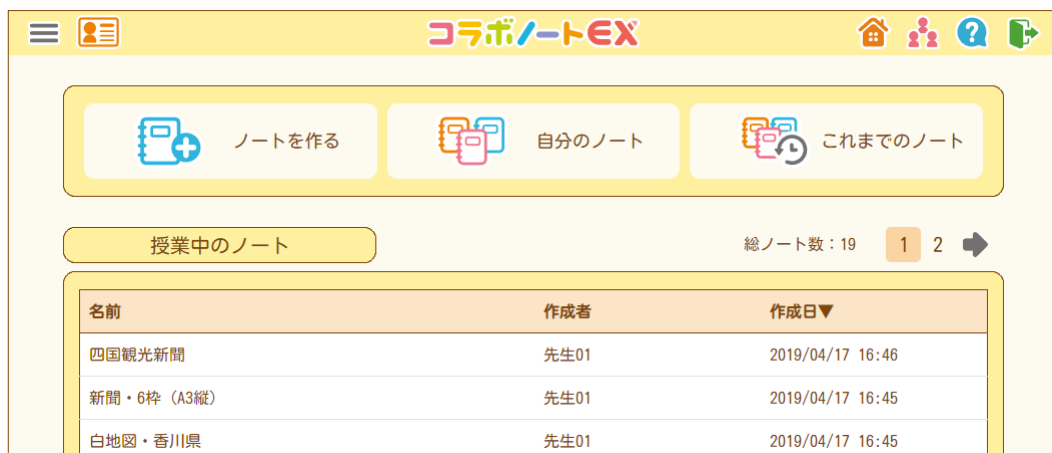 コラボノートEX
ノートを作る 自分のノート これまでのノート
授業中のノート 総ノート数：19 1 2
名前 作成者 作成日▼
四国観光新聞 先生01 2019/04/17 16:46
新聞・6枠（A3縦） 先生01 2019/04/17 16:45
白地図・香川県 先生01 2019/04/17 16:45